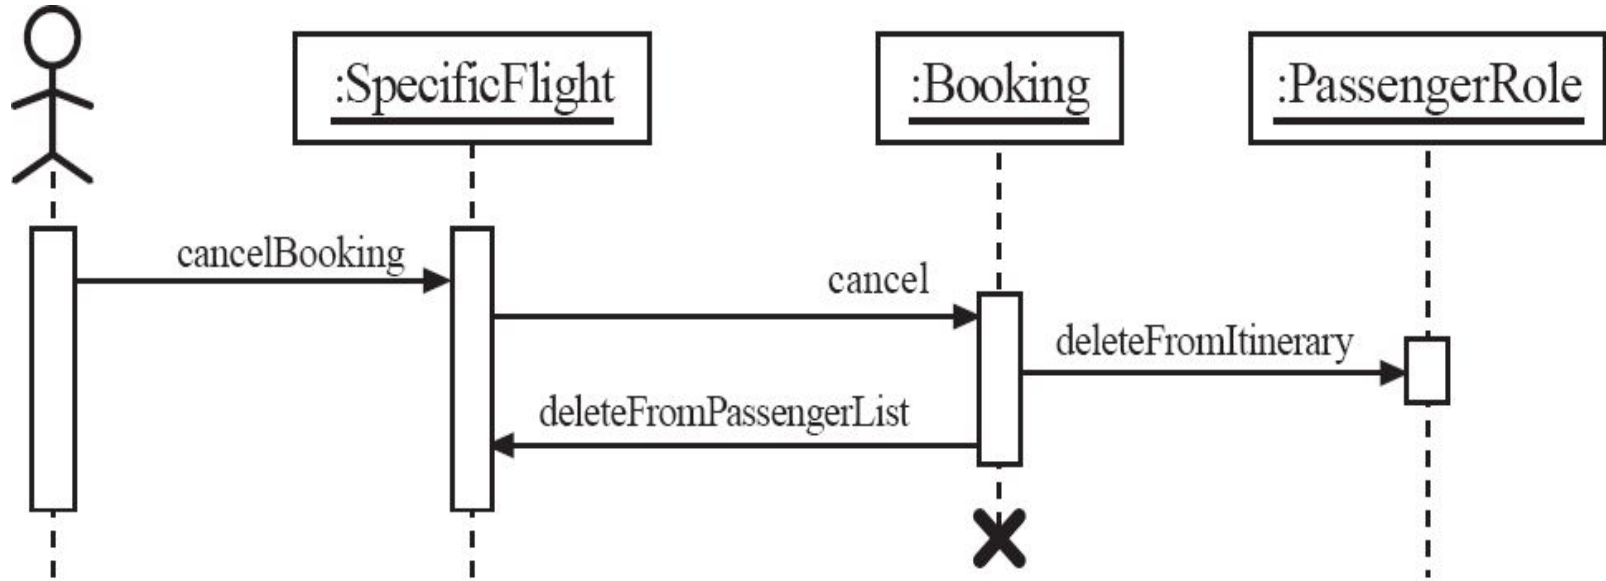 :SpecificFlight
:Booking
:PassengerRole
cancelBooking
cancel
deleteFromItinerary
deleteFromPassengerList